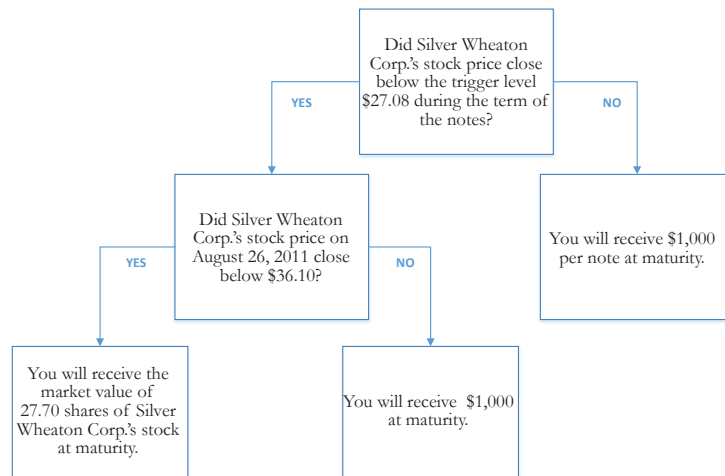 Did Silver Wheaton
Corp.'s stock price close
below the trigger level
$27.08 during the term of
the notes?
YES
NO
Did Silver Wheaton
Corp.'s stock price on
August 26, 2011 close
below $36.10?
You will receive $1,000
per note at maturity.
YES
NO
You will receive the
market value of
27.70 shares of Silver
Wheaton Corp.'s stock
at maturity.
You will receive $1,000
at maturity.